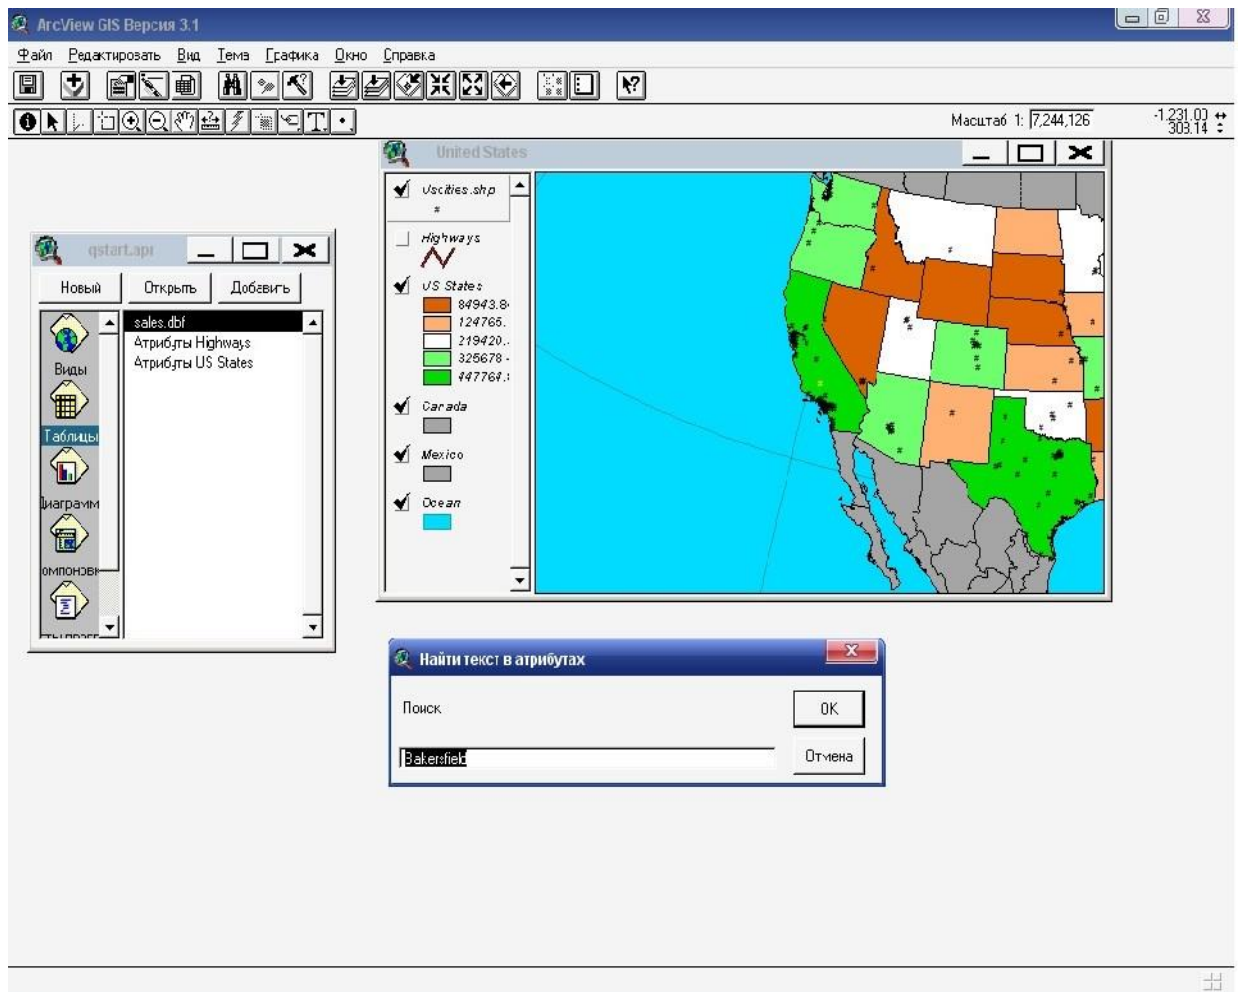 ArcView GIS Версия 3.1
Файл Редактировать Вид Тема Графика Окно Справка
Масштаб 1: 7,244,126
-1,231.00
303.14
United States
Uscities.shp
Highways
US States
84943.8
124765.
219420.
325678 -
447764.
Canada
Mexico
Ocean
qstart.apr
Новый Открыть Добавить
Виды
Таблицы
sales.dbf
Атрибуты Highways
Атрибуты US States
Найти текст в атрибутах
Поиск
OK
Bakersfield
Отмена